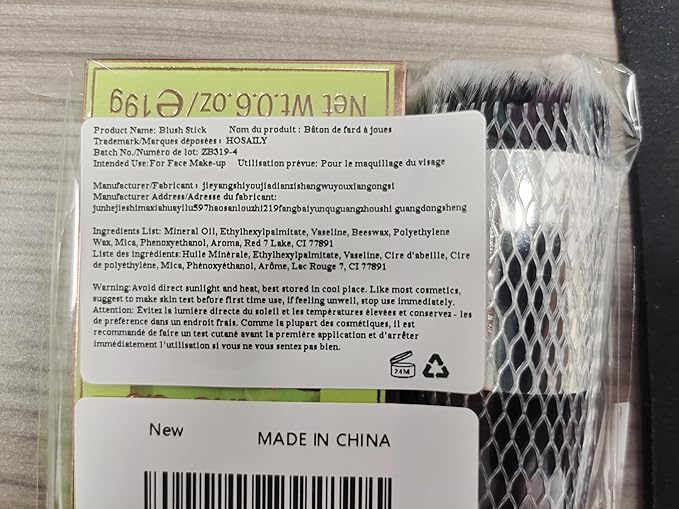 Net Wt.0.6.oz/℮19g
Product Name: Blush Stick Nom du produit : Bâton de fard à joues
Trademark/Marques déposées : HOSAILY
Batch No./Numéro de lot: ZB319-4
Intended Use:For Face Make-up Utilisation prévue: Pour le maquillage du visage
Manufacturer/Fabricant : jieyangshiyoujiadianzishangwuyouxiangongsi
Manufacturer Address/Adresse du fabricant:
junhejieshimaxiahuayilu597haosanlouzhi219fangbaiyunquguangzhoushi guangdongsheng
Ingredients List: Mineral Oil, Ethylhexylpalmitate, Vaseline, Beeswax, Polyethylene
Wax, Mica, Phenoxyethanol, Aroma, Red 7 Lake, CI 77891
Liste des ingrédients:Huile Minérale, Ethylhexylpalmitate, Vaseline, Cire d'abeille, Cire
de polyéthylène, Mica, Phénoxyéthanol, Arôme, Lac Rouge 7, CI 77891
Warning:Avoid direct sunlight and heat, best stored in cool place. Like most cosmetics,
suggest to make skin test before first time use, if feeling unwell, stop use immediately.
Attention: Évitez la lumière directe du soleil et les températures élevées et conservez - les
de préférence dans un endroit frais. Comme la plupart des cosmétiques, il est
recommandé de faire un test cutané avant la première application et d'arrêter
immédiatement l'utilisation si vous ne vous sentez pas bien.
24M
New MADE IN CHINA